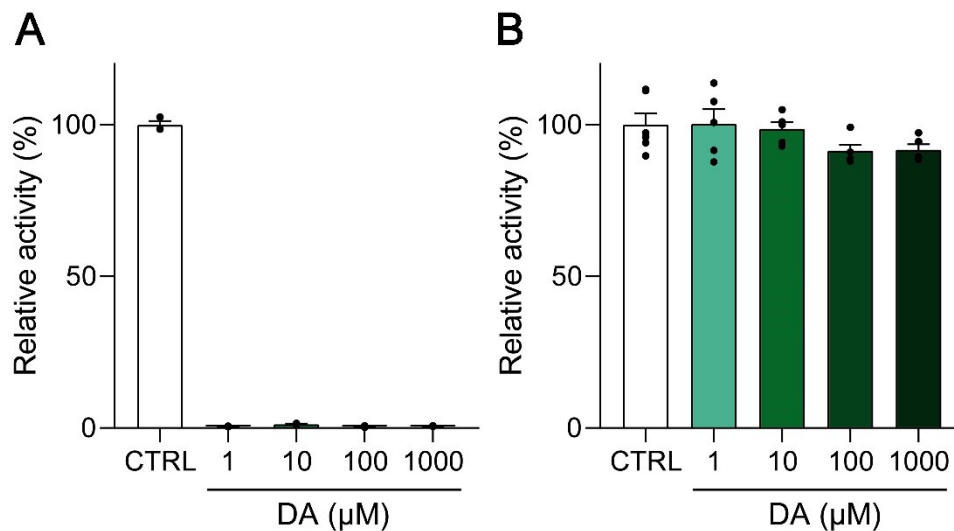 A
Relative activity (%)
100
50
0
CTRL 1 10 100 1000
DA (µM)
B
Relative activity (%)
100
50
0
CTRL 1 10 100 1000
DA (µM)